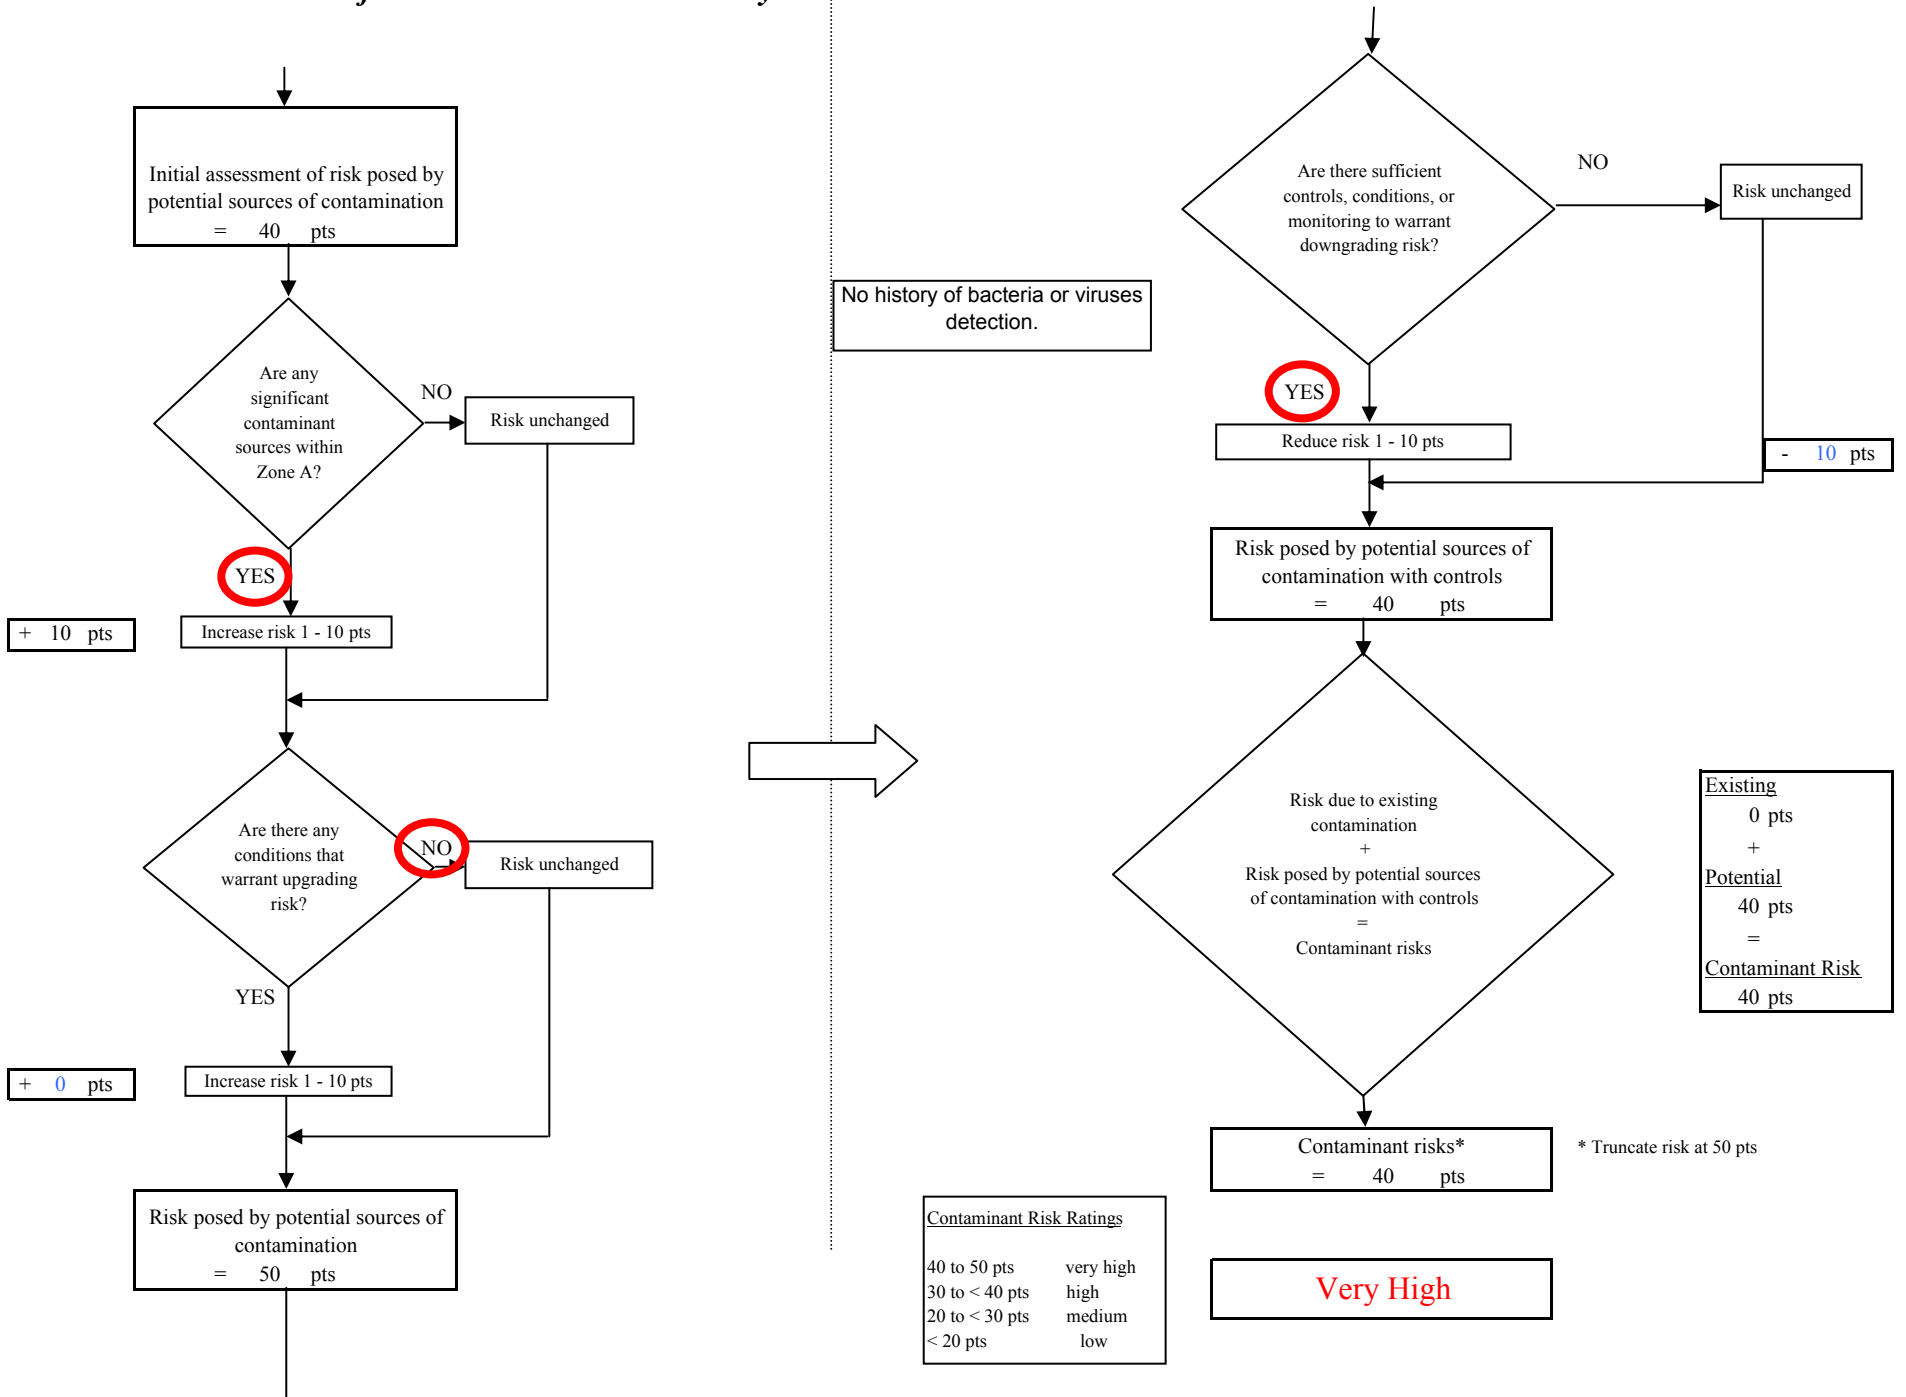 Initial assessment of risk posed by
potential sources of contamination
= 40 pts
Are any
significant
contaminant
sources within
Zone A?
NO
Risk unchanged
YES
+ 10 pts
Increase risk 1 - 10 pts
Are there any
conditions that
warrant upgrading
risk?
NO
Risk unchanged
YES
+ 0 pts
Increase risk 1 - 10 pts
Risk posed by potential sources of
contamination
= 50 pts
Are there sufficient
controls, conditions, or
monitoring to warrant
downgrading risk?
NO
Risk unchanged
No history of bacteria or viruses
detection.
YES
Reduce risk 1 - 10 pts
- 10 pts
Risk posed by potential sources of
contamination with controls
= 40 pts
Risk due to existing
contamination
+
Risk posed by potential sources
of contamination with controls
=
Contaminant risks
Existing
0 pts
+
Potential
40 pts
=
Contaminant Risk
40 pts
Contaminant risks*
= 40 pts
* Truncate risk at 50 pts
Contaminant Risk Ratings
40 to 50 pts very high
30 to < 40 pts high
20 to < 30 pts medium
< 20 pts low
Very High